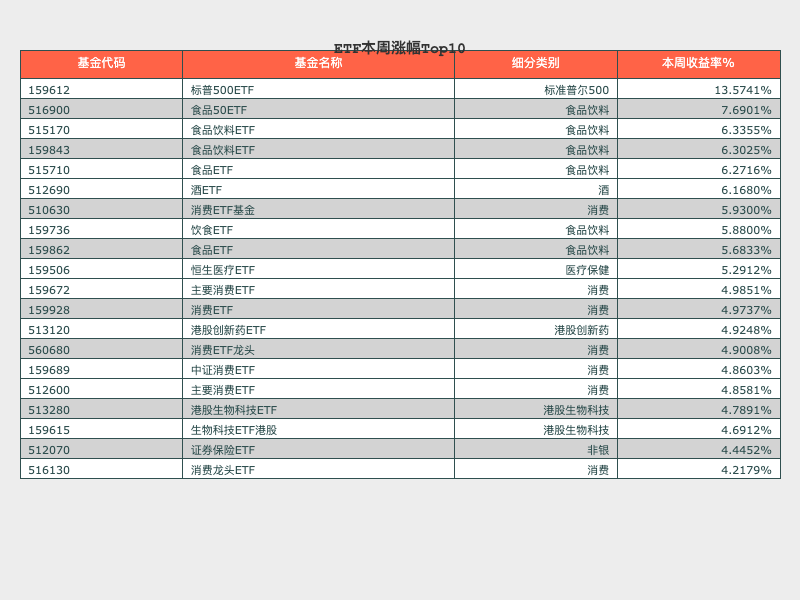 ETF本周涨幅Top10
基金代码 基金名称 细分类别 本周收益率%
159612 标普500ETF 标准普尔500 13.5741%
516900 食品50ETF 食品饮料 7.6901%
515170 食品饮料ETF 食品饮料 6.3355%
159843 食品饮料ETF 食品饮料 6.3025%
515710 食品ETF 食品饮料 6.2716%
512690 酒ETF 酒 6.1680%
510630 消费ETF基金 消费 5.9300%
159736 饮食ETF 食品饮料 5.8800%
159862 食品ETF 食品饮料 5.6833%
159506 恒生医疗ETF 医疗保健 5.2912%
159672 主要消费ETF 消费 4.9851%
159928 消费ETF 消费 4.9737%
513120 港股创新药ETF 港股创新药 4.9248%
560680 消费ETF龙头 消费 4.9008%
159689 中证消费ETF 消费 4.8603%
512600 主要消费ETF 消费 4.8581%
513280 港股生物科技ETF 港股生物科技 4.7891%
159615 生物科技ETF港股 港股生物科技 4.6912%
512070 证券保险ETF 非银 4.4452%
516130 消费龙头ETF 消费 4.2179%